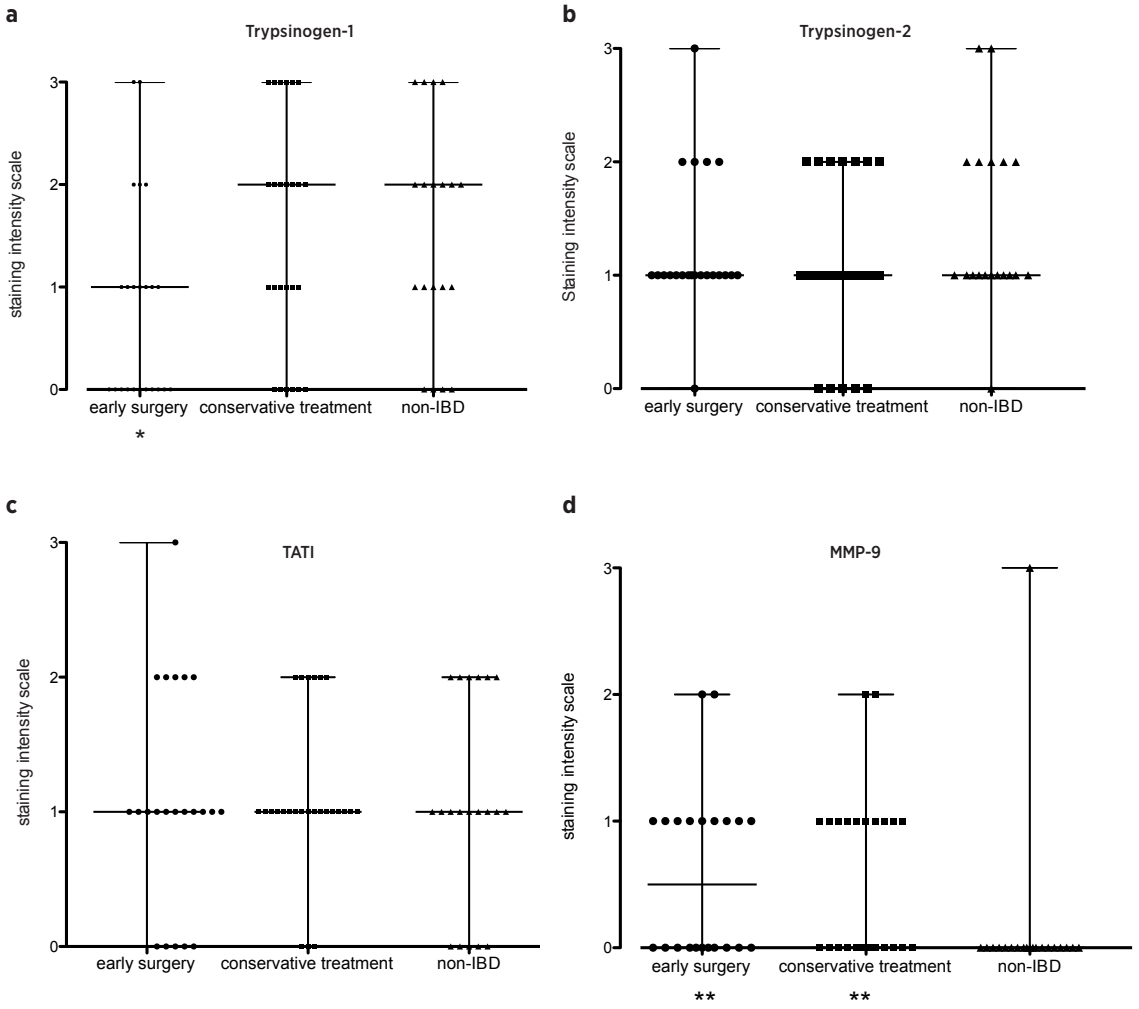 a
Trypsinogen-1
staining intensity scale
3
2
1
0
early surgery
conservative treatment
non-IBD
*
b
Trypsinogen-2
Staining intensity scale
3
2
1
0
early surgery
conservative treatment
non-IBD
c
TATI
staining intensity scale
3
2
1
0
early surgery
conservative treatment
non-IBD
d
MMP-9
staining intensity scale
3
2
1
0
early surgery
conservative treatment
non-IBD
**
**